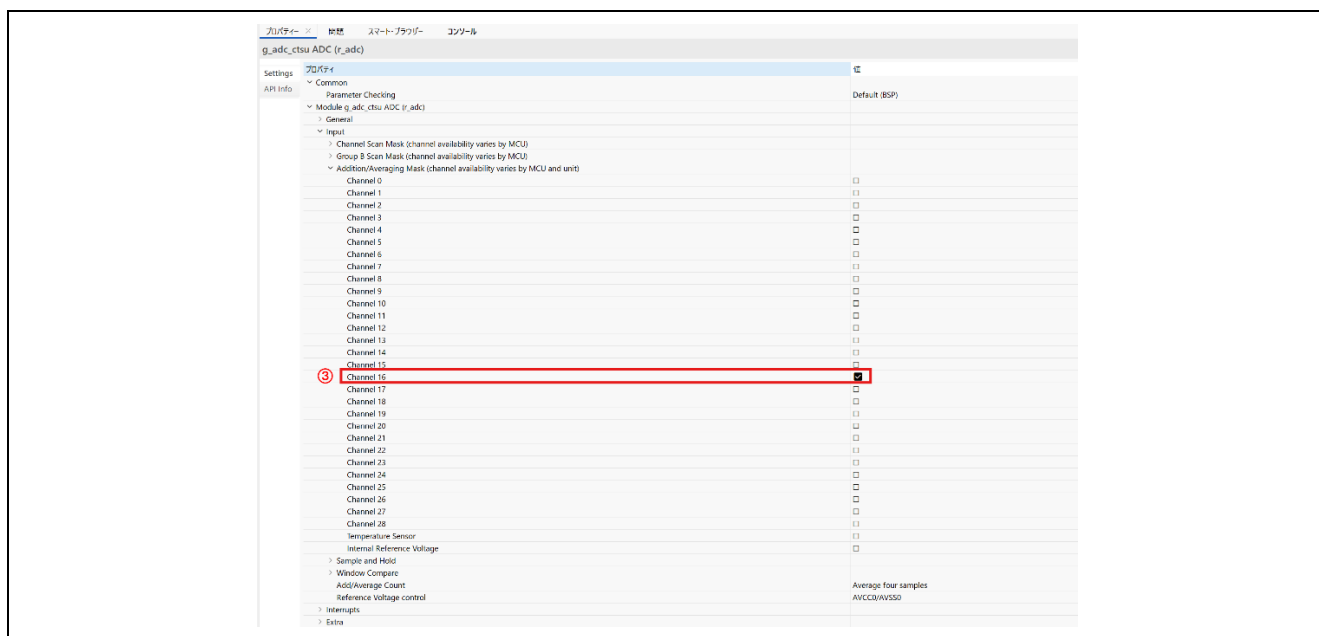 プロパティー × 問題 スマート・ブラウザー コンソール
g_adc_ctsu ADC (r_adc)
Settings
API Info
プロパティ 値
Common
Parameter Checking Default (BSP)
Module g_adc_ctsu ADC (r_adc)
General
Input
Channel Scan Mask (channel availability varies by MCU)
Group B Scan Mask (channel availability varies by MCU)
Addition/Averaging Mask (channel availability varies by MCU and unit)
Channel 0
Channel 1
Channel 2
Channel 3
Channel 4
Channel 5
Channel 6
Channel 7
Channel 8
Channel 9
Channel 10
Channel 11
Channel 12
Channel 13
Channel 14
Channel 15
③ Channel 16
Channel 17
Channel 18
Channel 19
Channel 20
Channel 21
Channel 22
Channel 23
Channel 24
Channel 25
Channel 26
Channel 27
Channel 28
Temperature Sensor
Internal Reference Voltage
Sample and Hold
Window Compare
Add/Average Count Average four samples
Reference Voltage control AVCC0/AVSS0
Interrupts
Extra